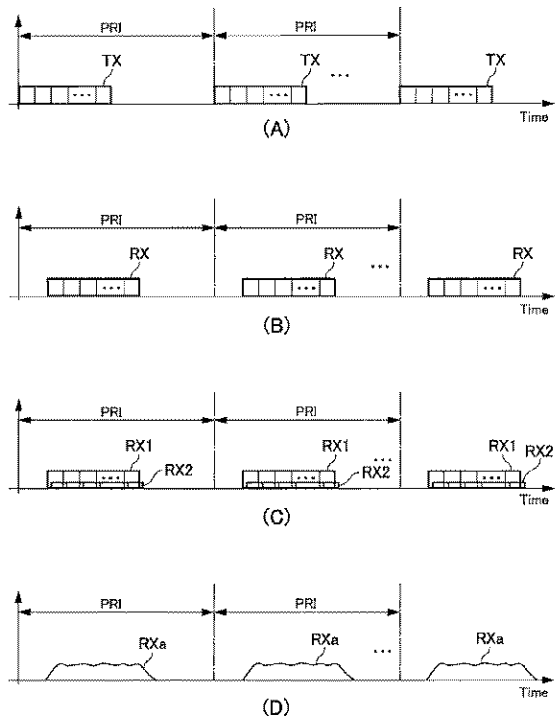 PRI PRI
TX TX ... TX
... ... ...
Time
(A)
PRI PRI
RX RX ... RX
... ... ...
Time
(B)
PRI PRI
RX1 RX1 ... RX1
... ... ...
RX2 RX2 RX2
Time
(C)
PRI PRI
RXa RXa ... RXa
Time
(D)